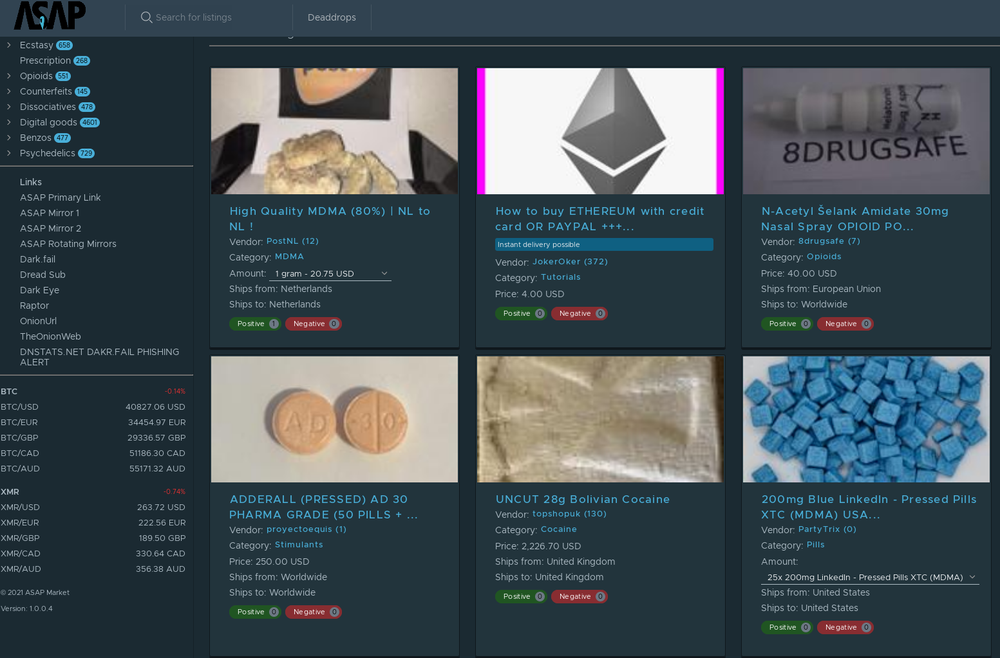 ASAP
Search for listings
Deaddrops
Ecstasy 658
Prescription 268
Opioids 551
Counterfeits 145
Dissociatives 478
Digital goods 4601
Benzos 477
Psychedelics 729
Links
ASAP Primary Link
ASAP Mirror 1
ASAP Mirror 2
ASAP Rotating Mirrors
Dark.fail
Dread Sub
Dark Eye
Raptor
OnionUrl
TheOnionWeb
DNSTATS.NET DAKR.FAIL PHISHING
ALERT
BTC -0.14%
BTC/USD 40827.06 USD
BTC/EUR 34454.97 EUR
BTC/GBP 29336.57 GBP
BTC/CAD 51186.30 CAD
BTC/AUD 55171.32 AUD
XMR -0.74%
XMR/USD 263.72 USD
XMR/EUR 222.56 EUR
XMR/GBP 189.50 GBP
XMR/CAD 330.64 CAD
XMR/AUD 356.38 AUD
© 2021 ASAP Market
Version: 1.0.0.4
High Quality MDMA (80%) | NL to
NL !
Vendor: PostNL (12)
Category: MDMA
Amount: 1 gram - 20.75 USD
Ships from: Netherlands
Ships to: Netherlands
Positive 1 Negative 0
How to buy ETHEREUM with credit
card OR PAYPAL +++...
Instant delivery possible
Vendor: JokerOker (372)
Category: Tutorials
Price: 4.00 USD
Positive 0 Negative 0
Melatonin
8DRUGSAFE
N-Acetyl Šelank Amidate 30mg
Nasal Spray OPIOID PO...
Vendor: 8drugsafe (7)
Category: Opioids
Price: 40.00 USD
Ships from: European Union
Ships to: Worldwide
Positive 0 Negative 0
AD 30
ADDERALL (PRESSED) AD 30
PHARMA GRADE (50 PILLS + ...
Vendor: proyectoequis (1)
Category: Stimulants
Price: 250.00 USD
Ships from: Worldwide
Ships to: Worldwide
Positive 0 Negative 0
UNCUT 28g Bolivian Cocaine
Vendor: topshopuk (130)
Category: Cocaine
Price: 2,226.70 USD
Ships from: United Kingdom
Ships to: United Kingdom
Positive 0 Negative 0
200mg Blue LinkedIn - Pressed Pills
XTC (MDMA) USA...
Vendor: PartyTrix (0)
Category: Pills
Amount:
25x 200mg LinkedIn - Pressed Pills XTC (MDMA)
Ships from: United States
Ships to: United States
Positive 0 Negative 0